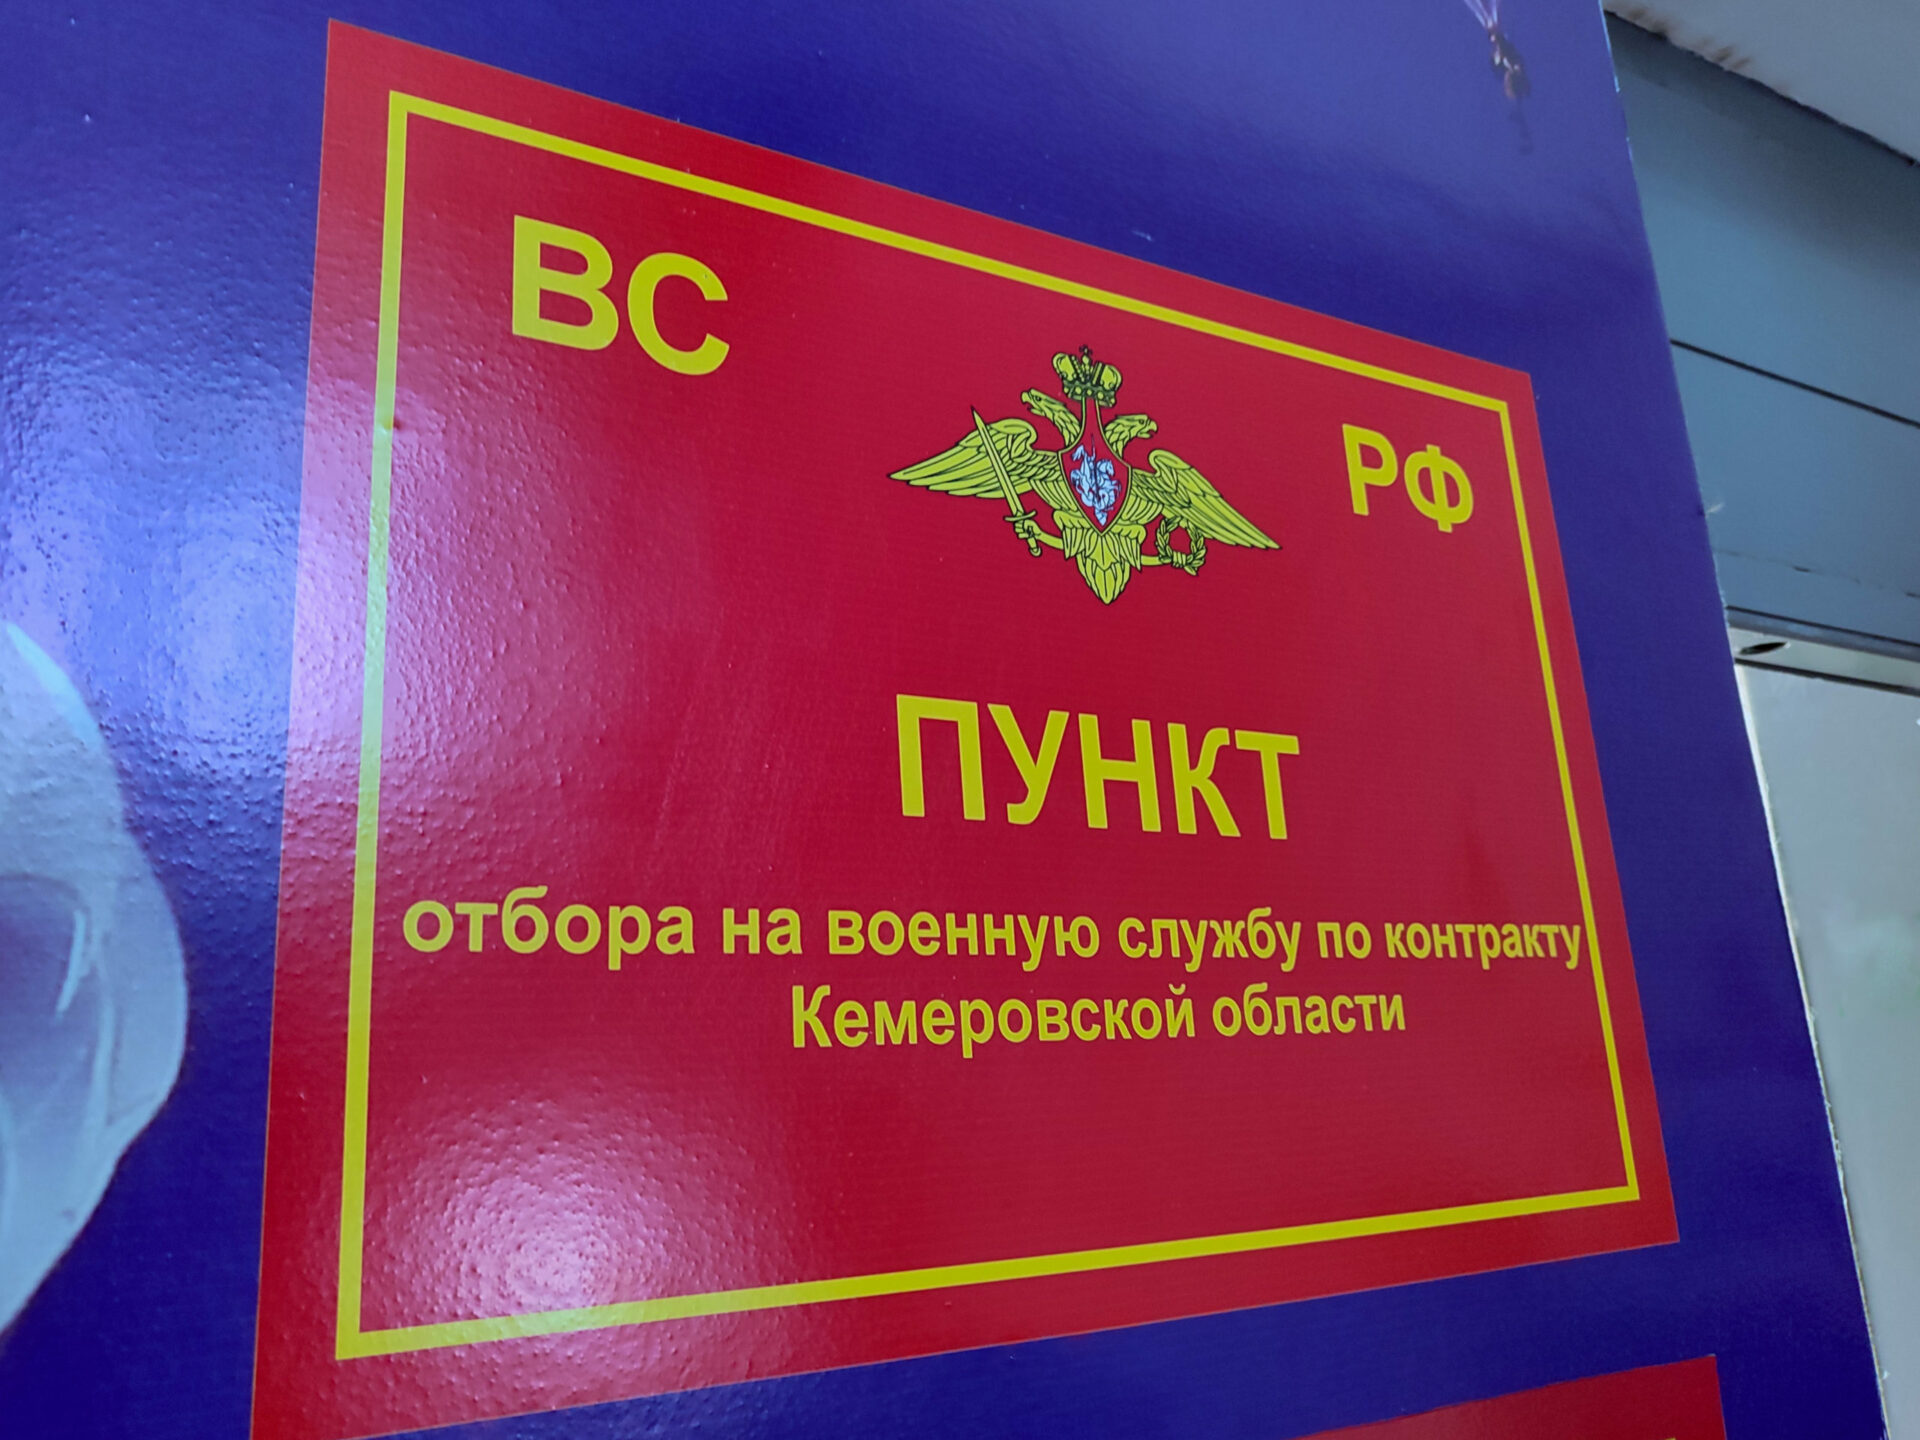 ВС РФ
ПУНКТ
отбора на военную службу по контракту
Кемеровской области